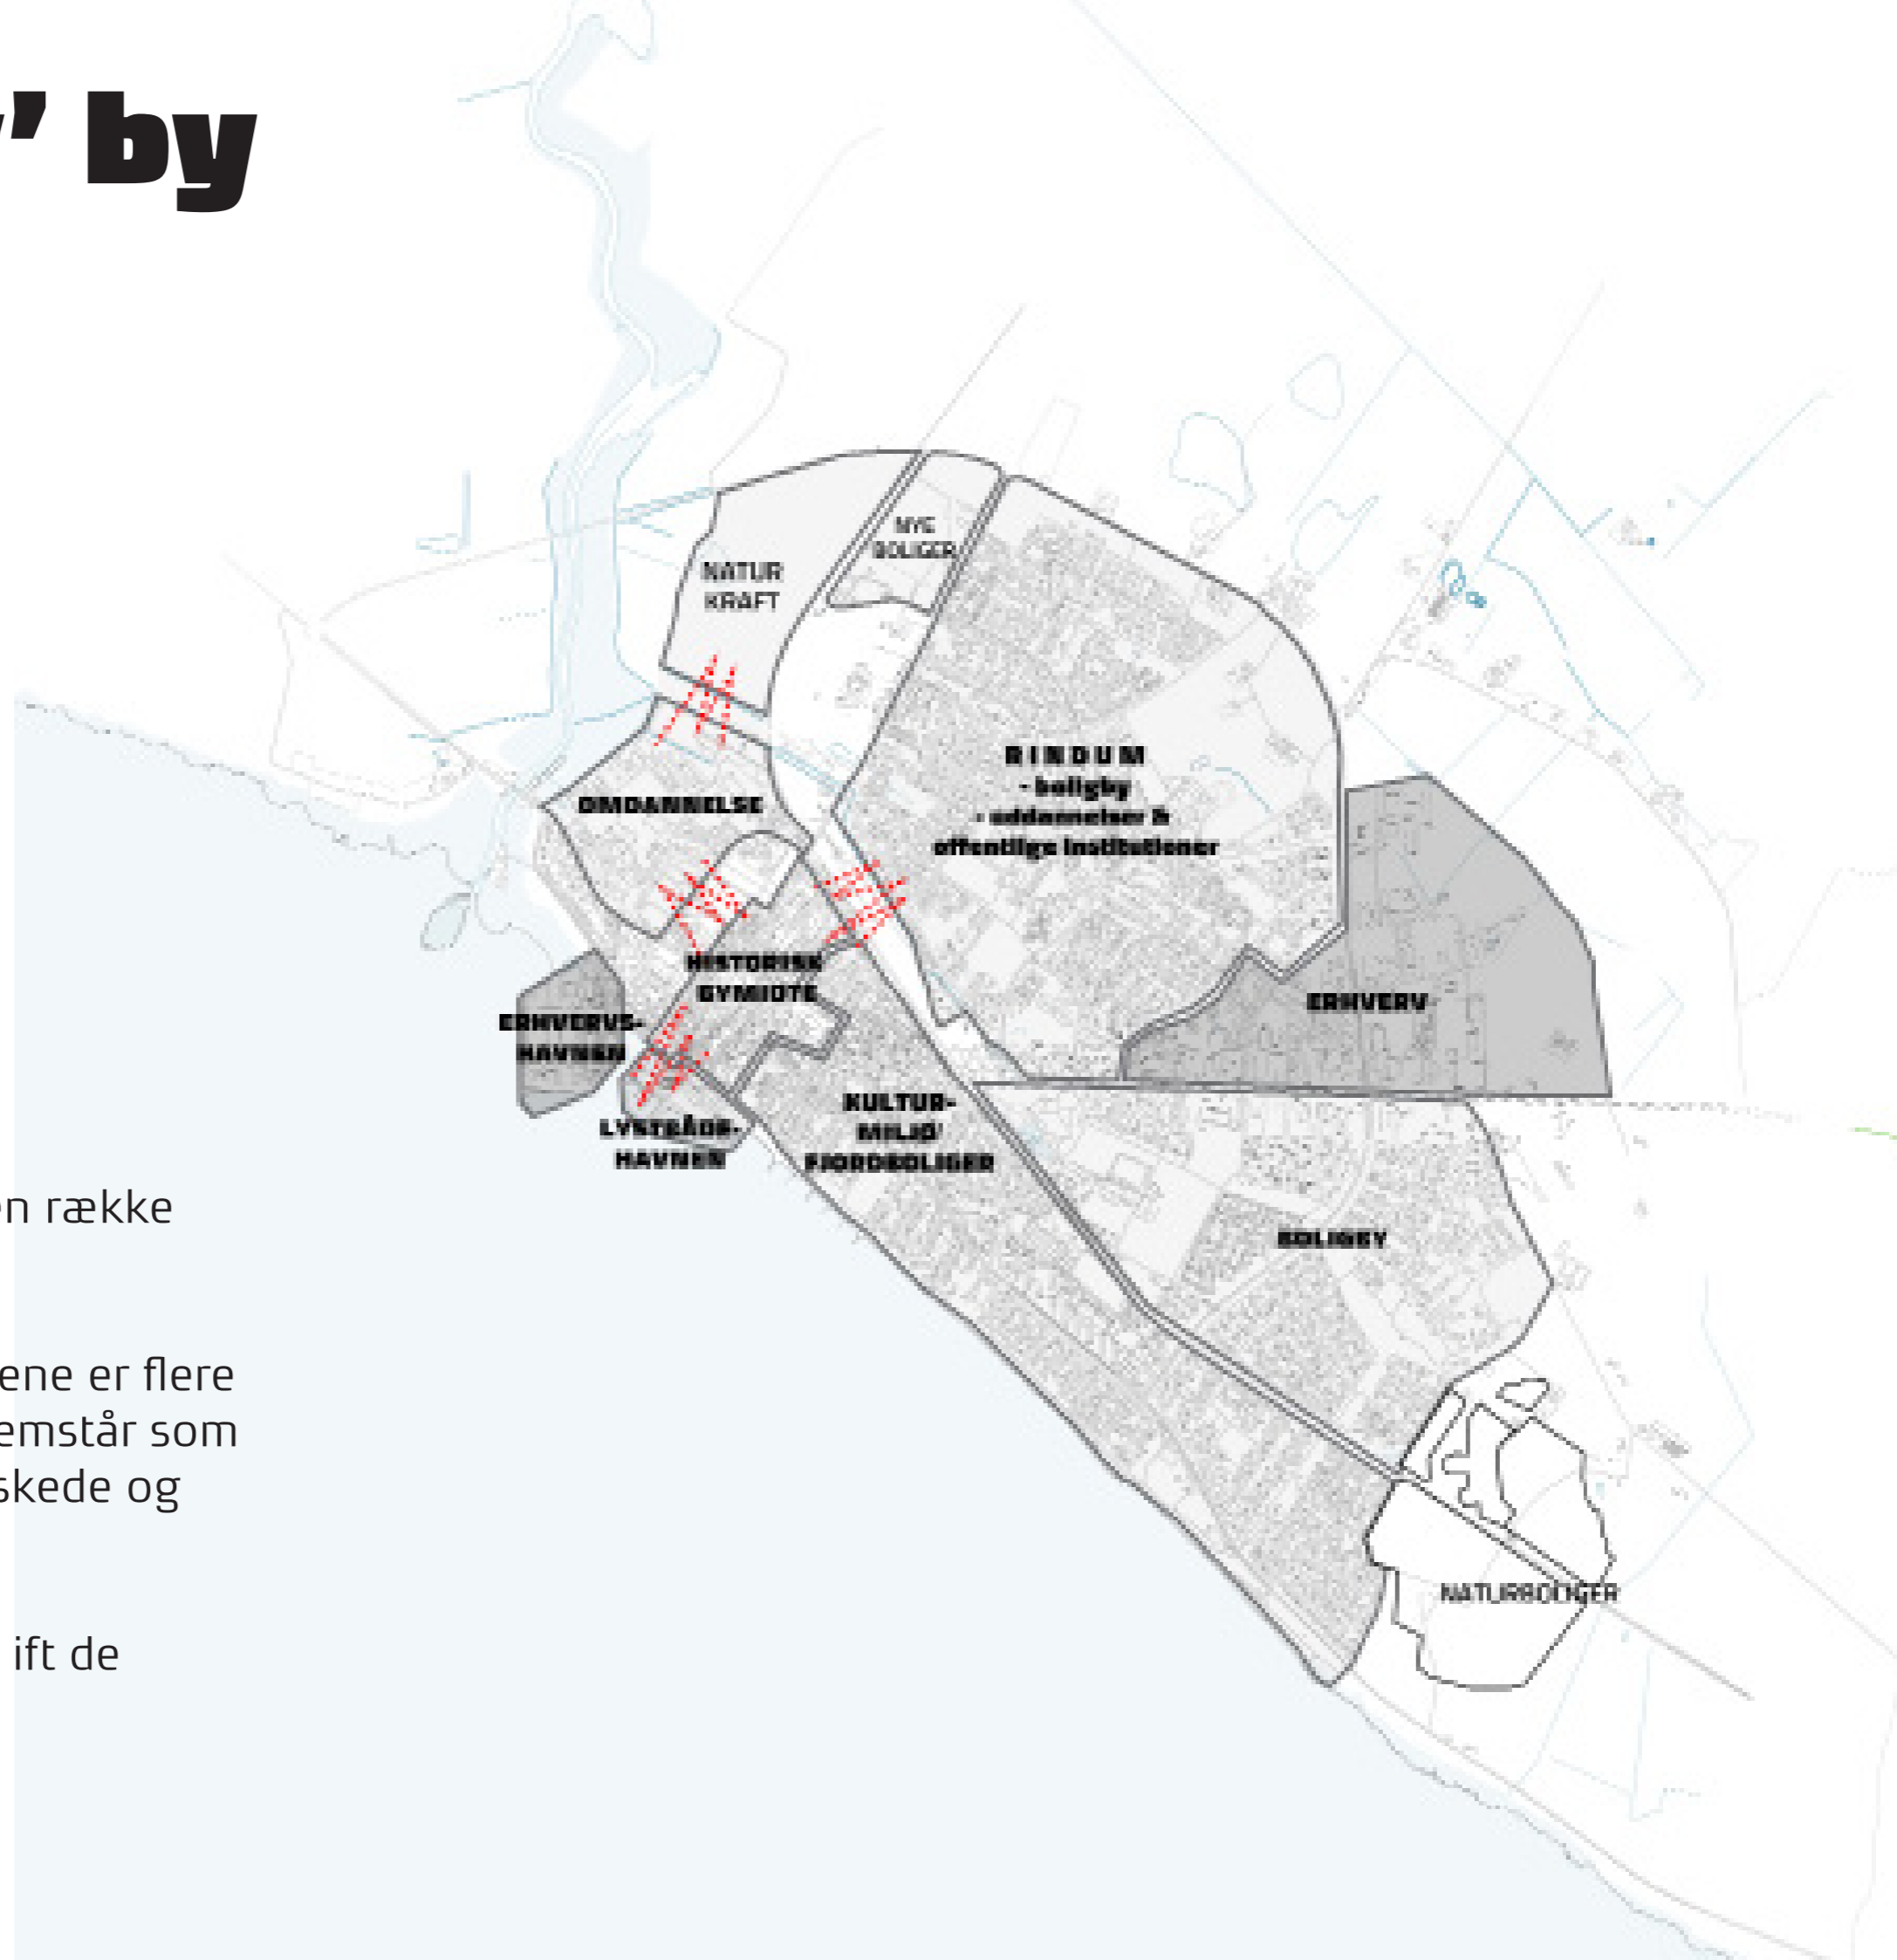 by
en række
ene er flere
emstår som
skede og
ift de
NYE
BOLIGER
NATUR
KRAFT
RINDUM
- boligby
- uddannelser &
offentlige institutioner
OMDANNELSE
HISTORISK
BYMIDTE
ERHVERV
ERHVERVS-
HAVNEN
LYSTBÅDE-
HAVNEN
KULTUR-
MILJØ/
FJORDBOLIGER
BOLIGBY
NATURBOLIGER